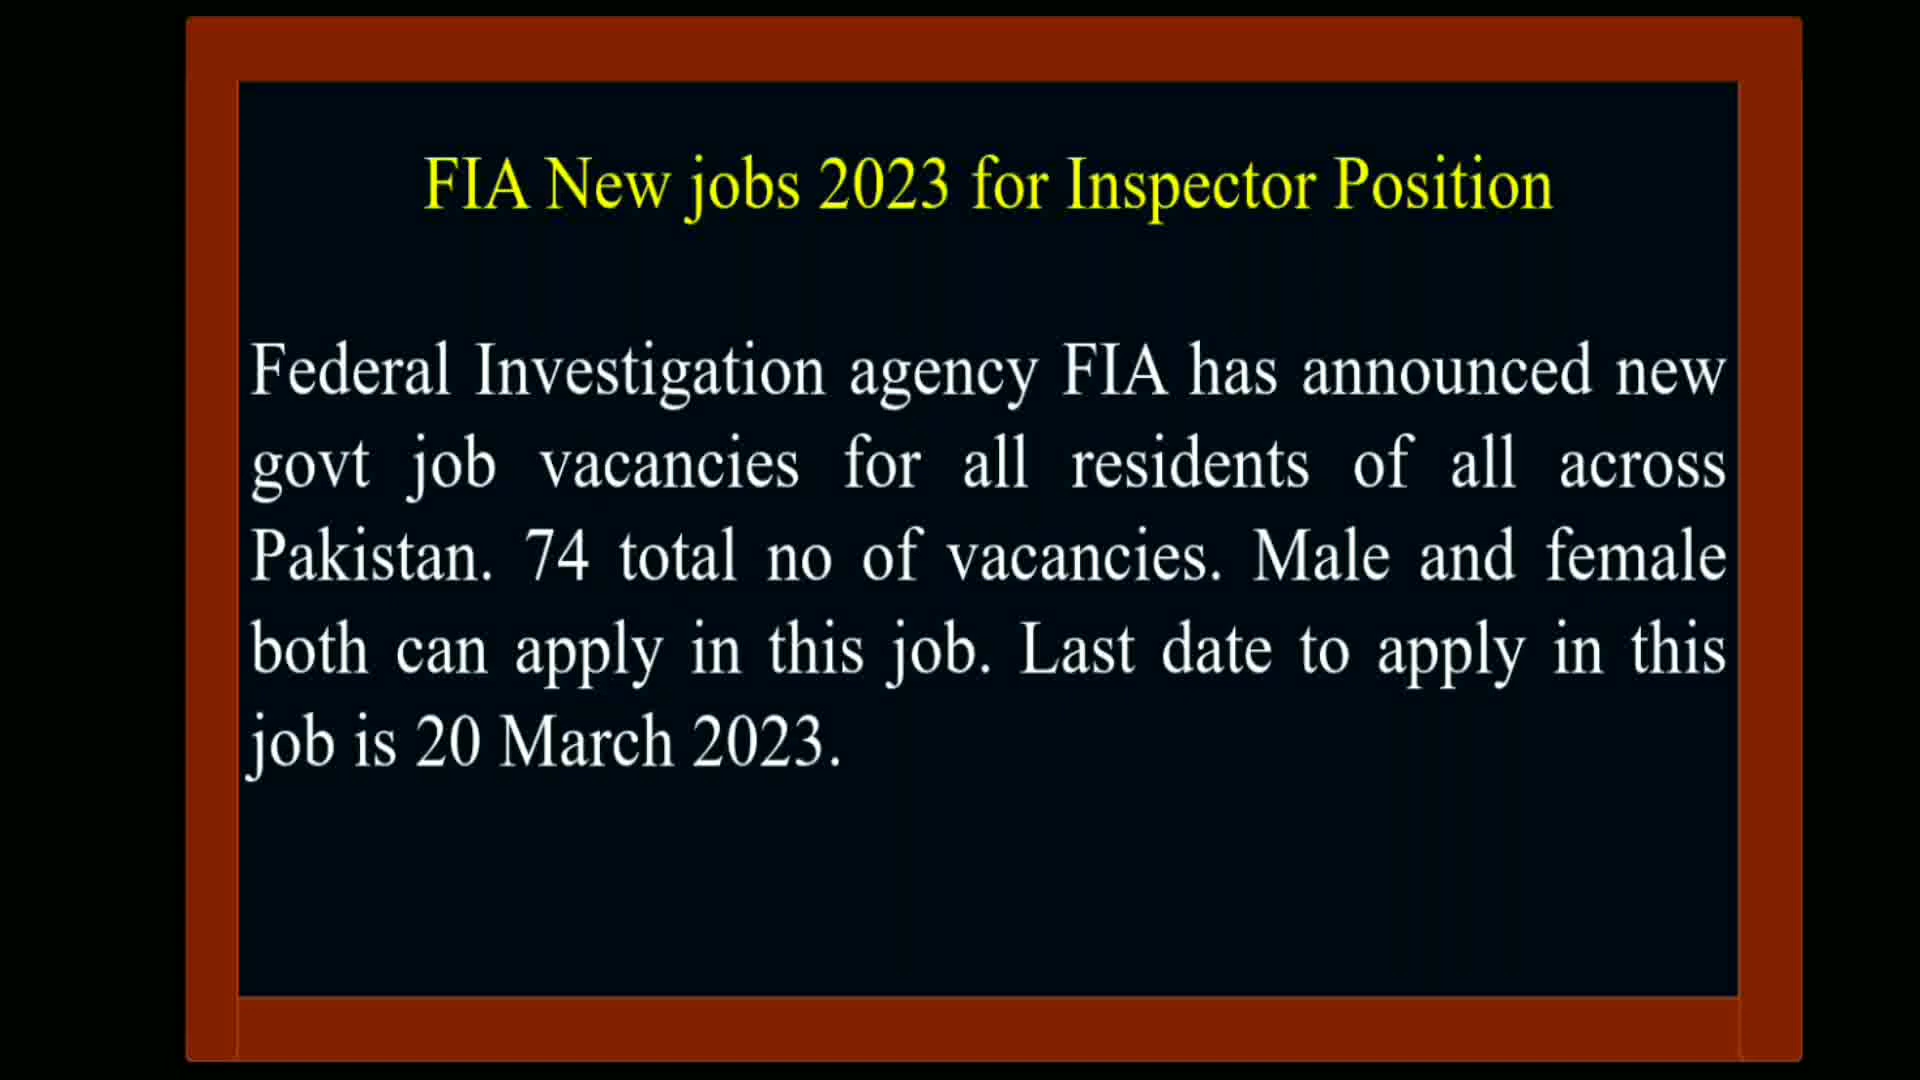 FIA New jobs 2023 for Inspector Position
Federal Investigation agency FIA has announced new
govt job vacancies for all residents of all across
Pakistan. 74 total no of vacancies. Male and female
both can apply in this job. Last date to apply in this
job is 20 March 2023.